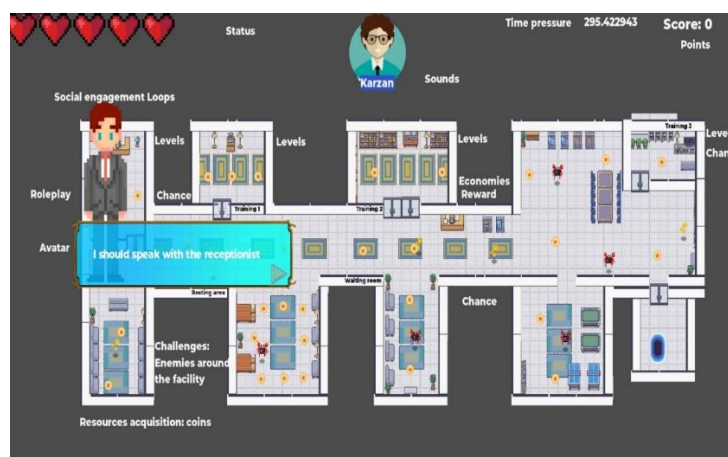 Time pressure 295.422943 Score: 0
Status
Points
Karzan
Sounds
Social engagement Loops
Training 3
Levels
Levels
Levels
Leve
Chan
Roleplay
Chance
Economies
Reward
Training 1
Training 2
Avatar
I should speak with the receptionist
Resting area
Waiting room
Chance
Challenges:
Enemies around
the facility
Resources acquisition: coins